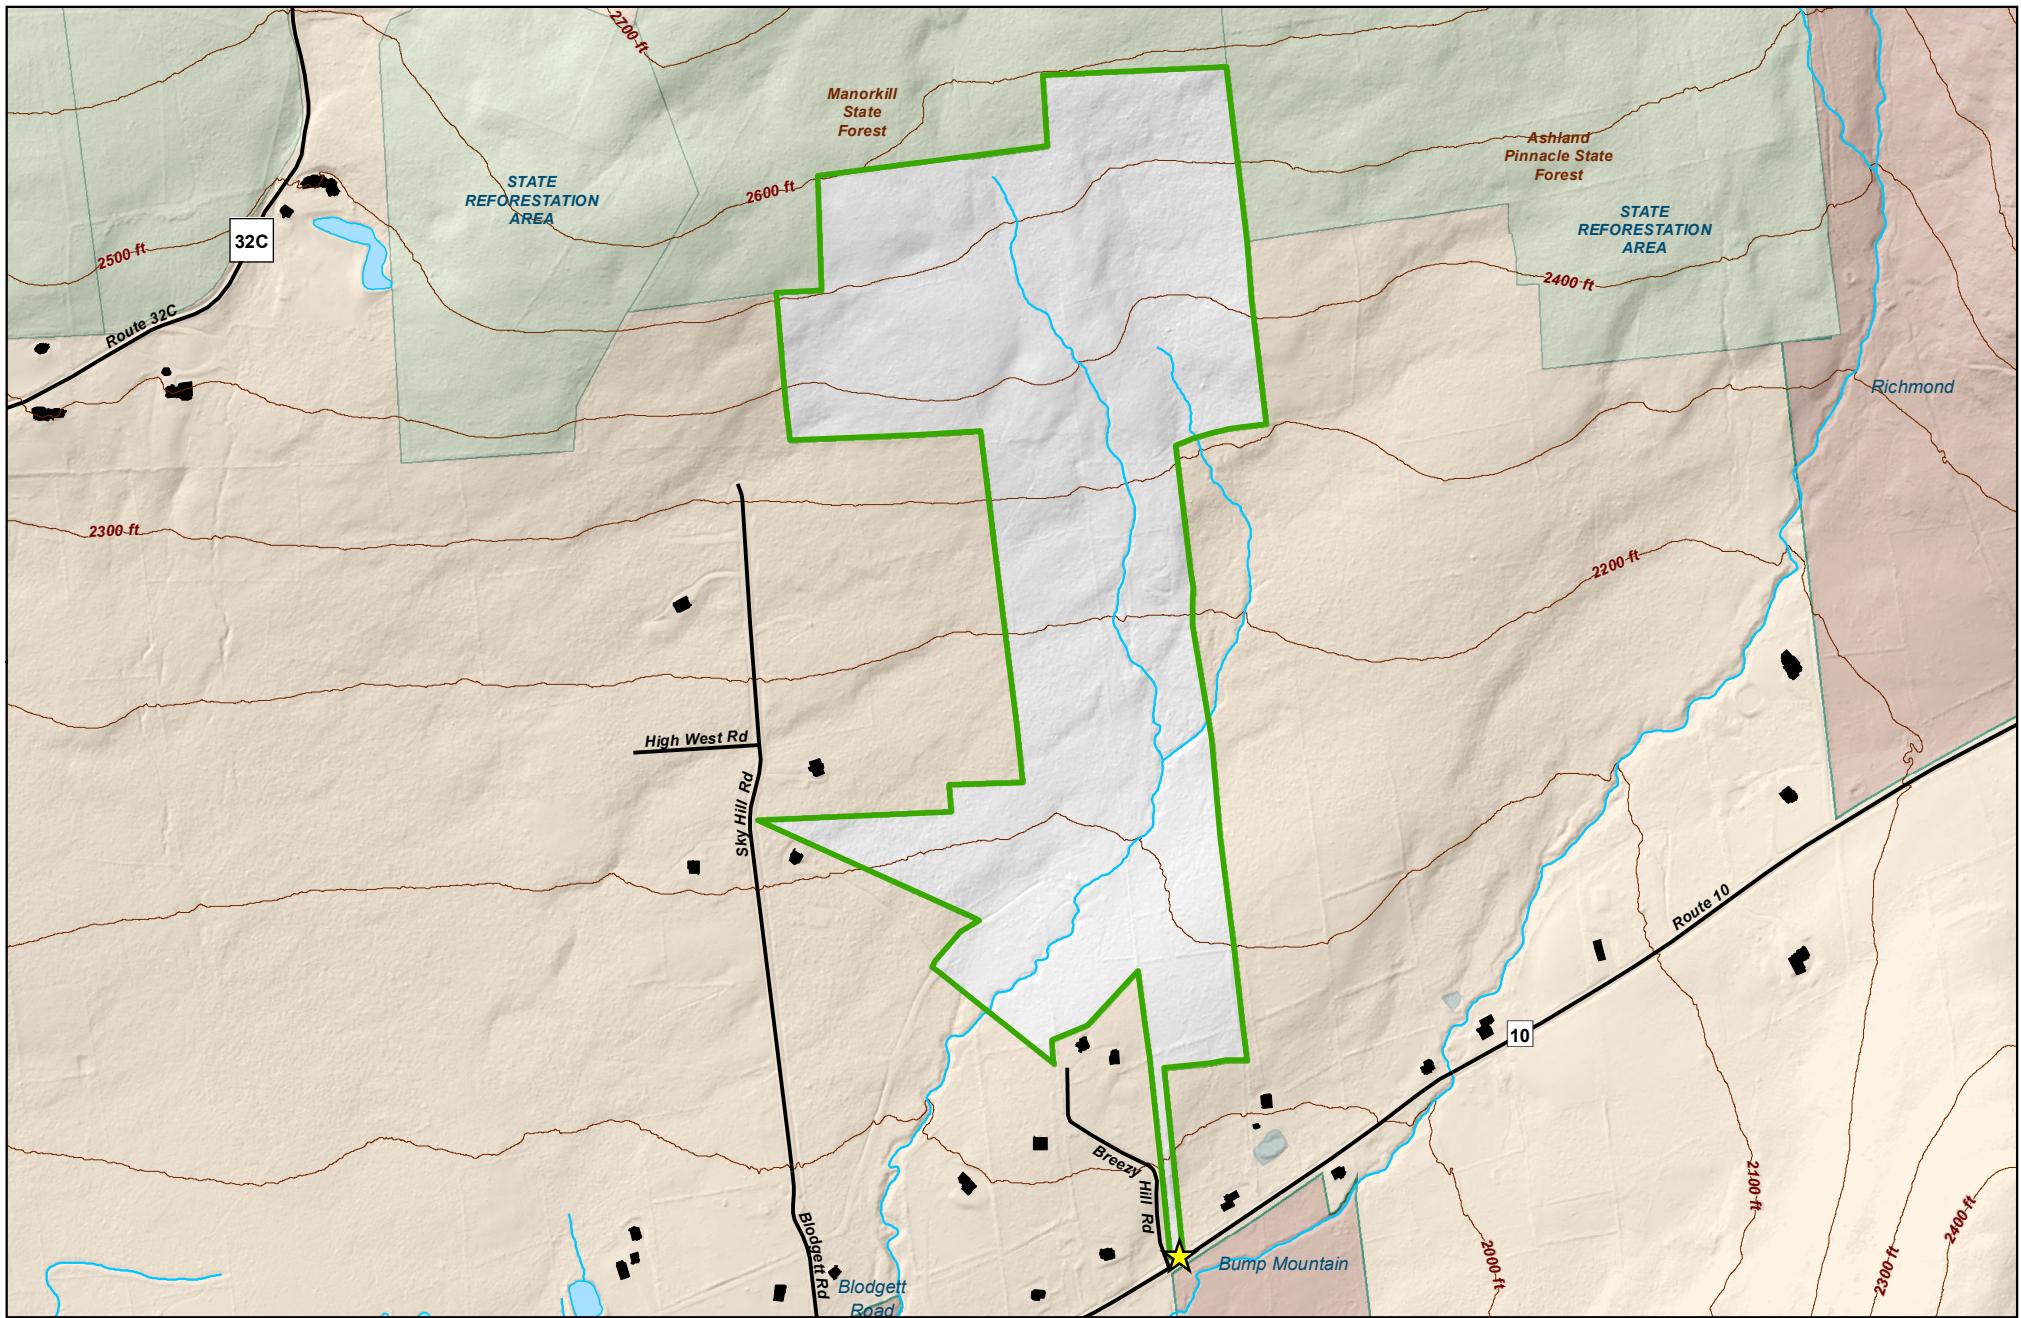 2700 ft
Manorkill
State
Forest
Ashland
Pinnacle State
Forest
STATE
REFORESTATION
AREA
2600 ft
STATE
REFORESTATION
AREA
32C
2500 ft
2400 ft
Route 32C
Richmond
2300 ft
2200 ft
High West Rd
Sky Hill Rd
Route 10
10
Breezy Hill Rd
2100 ft
2400 ft
Blodgett Rd
2000 ft
2300 ft
Bump Mountain
Blodgett
Road